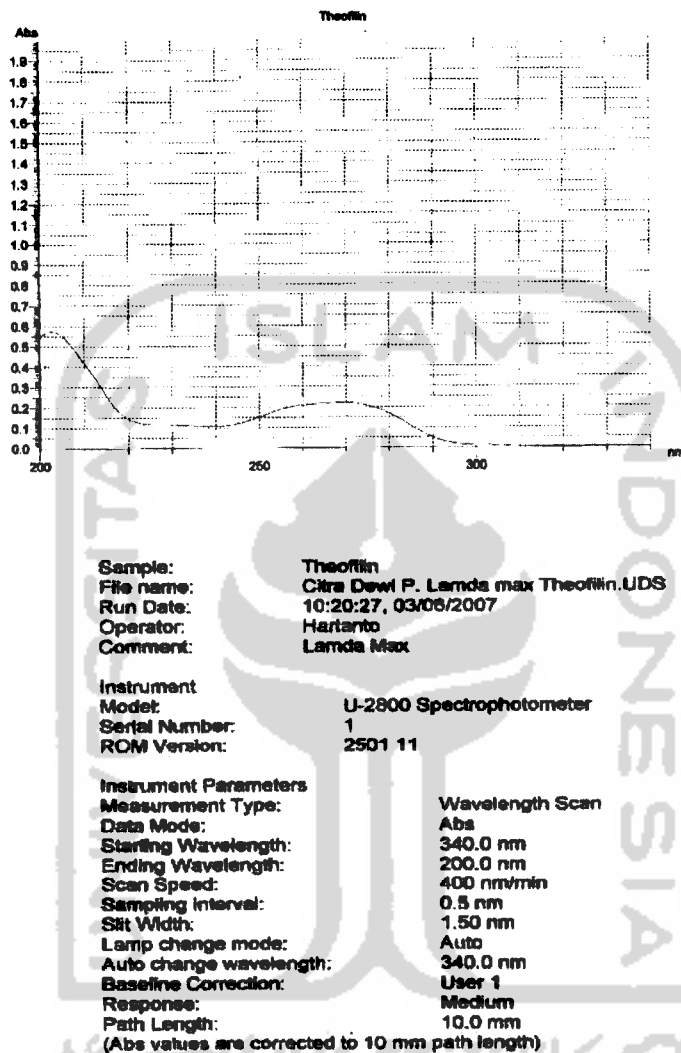 Theofilin
Abs
1.9
1.8
1.7
1.6
1.5
1.4
1.3
1.2
1.1
1.0
0.9
0.8
0.7
0.6
0.5
0.4
0.3
0.2
0.1
0.0
200 250 300 nm
ISLAM
UNIVERSITAS
INDONESIA
Sample: Theofilin
File name: Citra Dewi P. Lamda max Theofilin.UDS
Run Date: 10:20:27, 03/06/2007
Operator: Hartanto
Comment: Lamda Max
Instrument
Model: U-2800 Spectrophotometer
Serial Number: 1
ROM Version: 2501 11
Instrument Parameters
Measurement Type: Wavelength Scan
Data Mode: Abs
Starting Wavelength: 340.0 nm
Ending Wavelength: 200.0 nm
Scan Speed: 400 nm/min
Sampling Interval: 0.5 nm
Slit Width: 1.50 nm
Lamp change mode: Auto
Auto change wavelength: 340.0 nm
Baseline Correction: User 1
Response: Medium
Path Length: 10.0 mm
(Abs values are corrected to 10 mm path length)